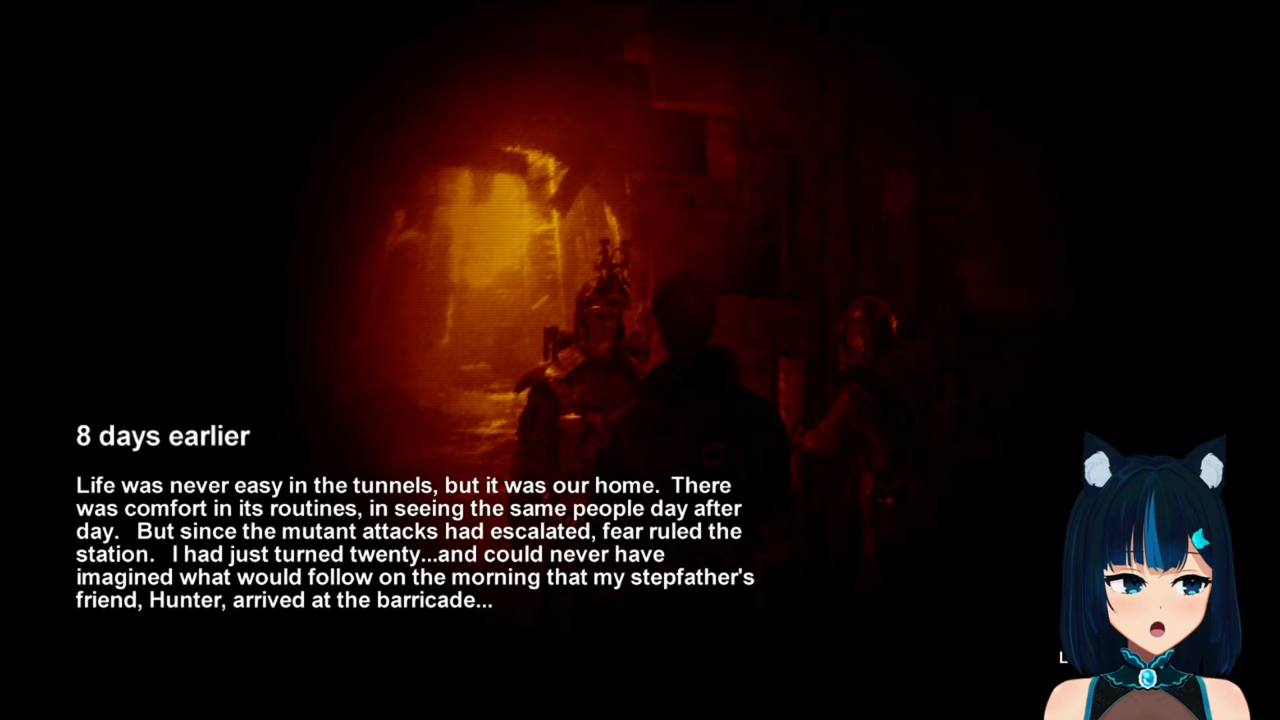 8 days earlier
Life was never easy in the tunnels, but it was our home.  There
was comfort in its routines, in seeing the same people day after
day.   But since the mutant attacks had escalated, fear ruled the
station.   I had just turned twenty...and could never have
imagined what would follow on the morning that my stepfather's
friend, Hunter, arrived at the barricade...